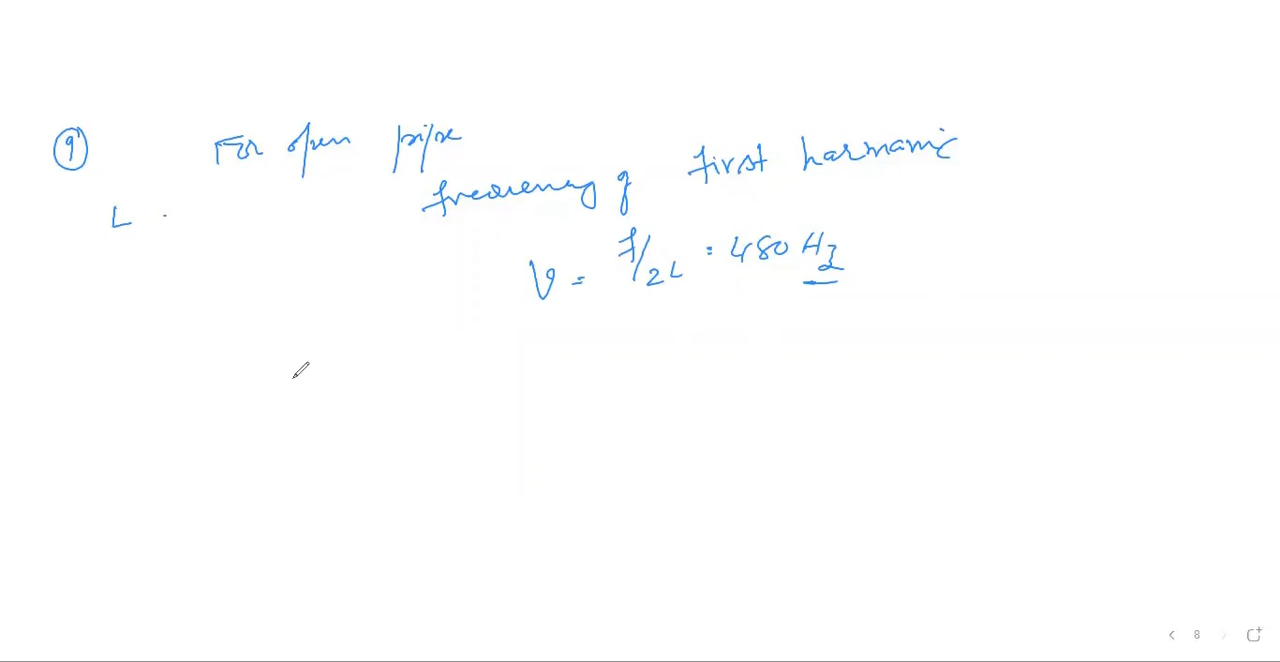 9
For open pipe
frequency of first harmonic
L .
ν = f/2L = 480 Hz
8